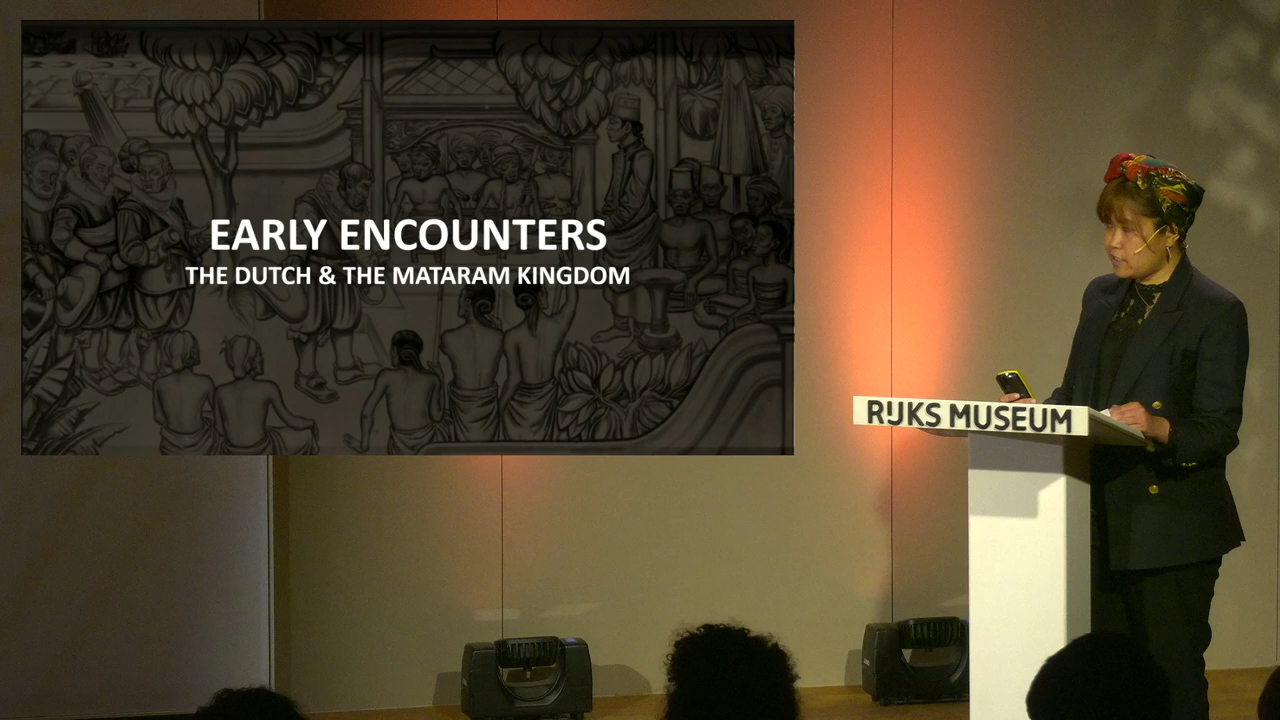 EARLY ENCOUNTERS
THE DUTCH & THE MATARAM KINGDOM
RIJKS MUSEUM